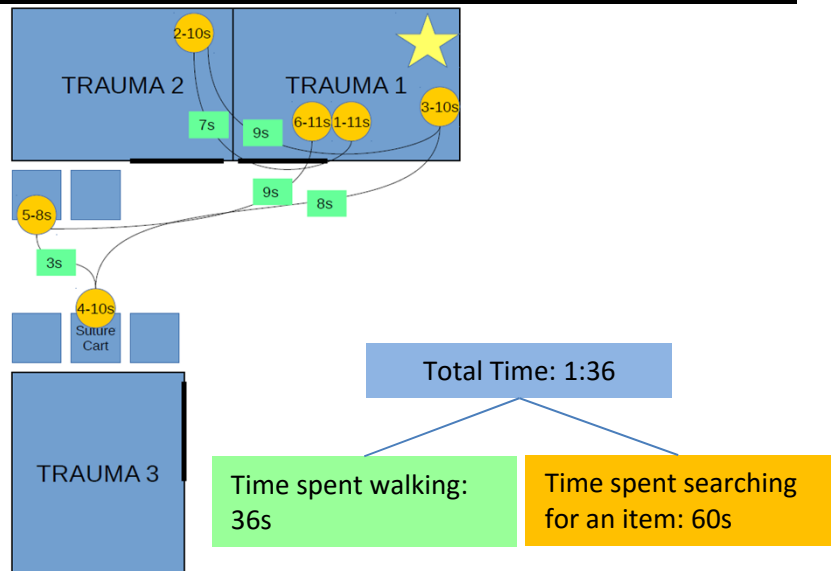 2-10s
TRAUMA 2
TRAUMA 1
3-10s
7s
9s
6-11s
1-11s
9s
8s
5-8s
3s
4-10s
Suture
Cart
Total Time: 1:36
TRAUMA 3
Time spent walking:
36s
Time spent searching
for an item: 60s